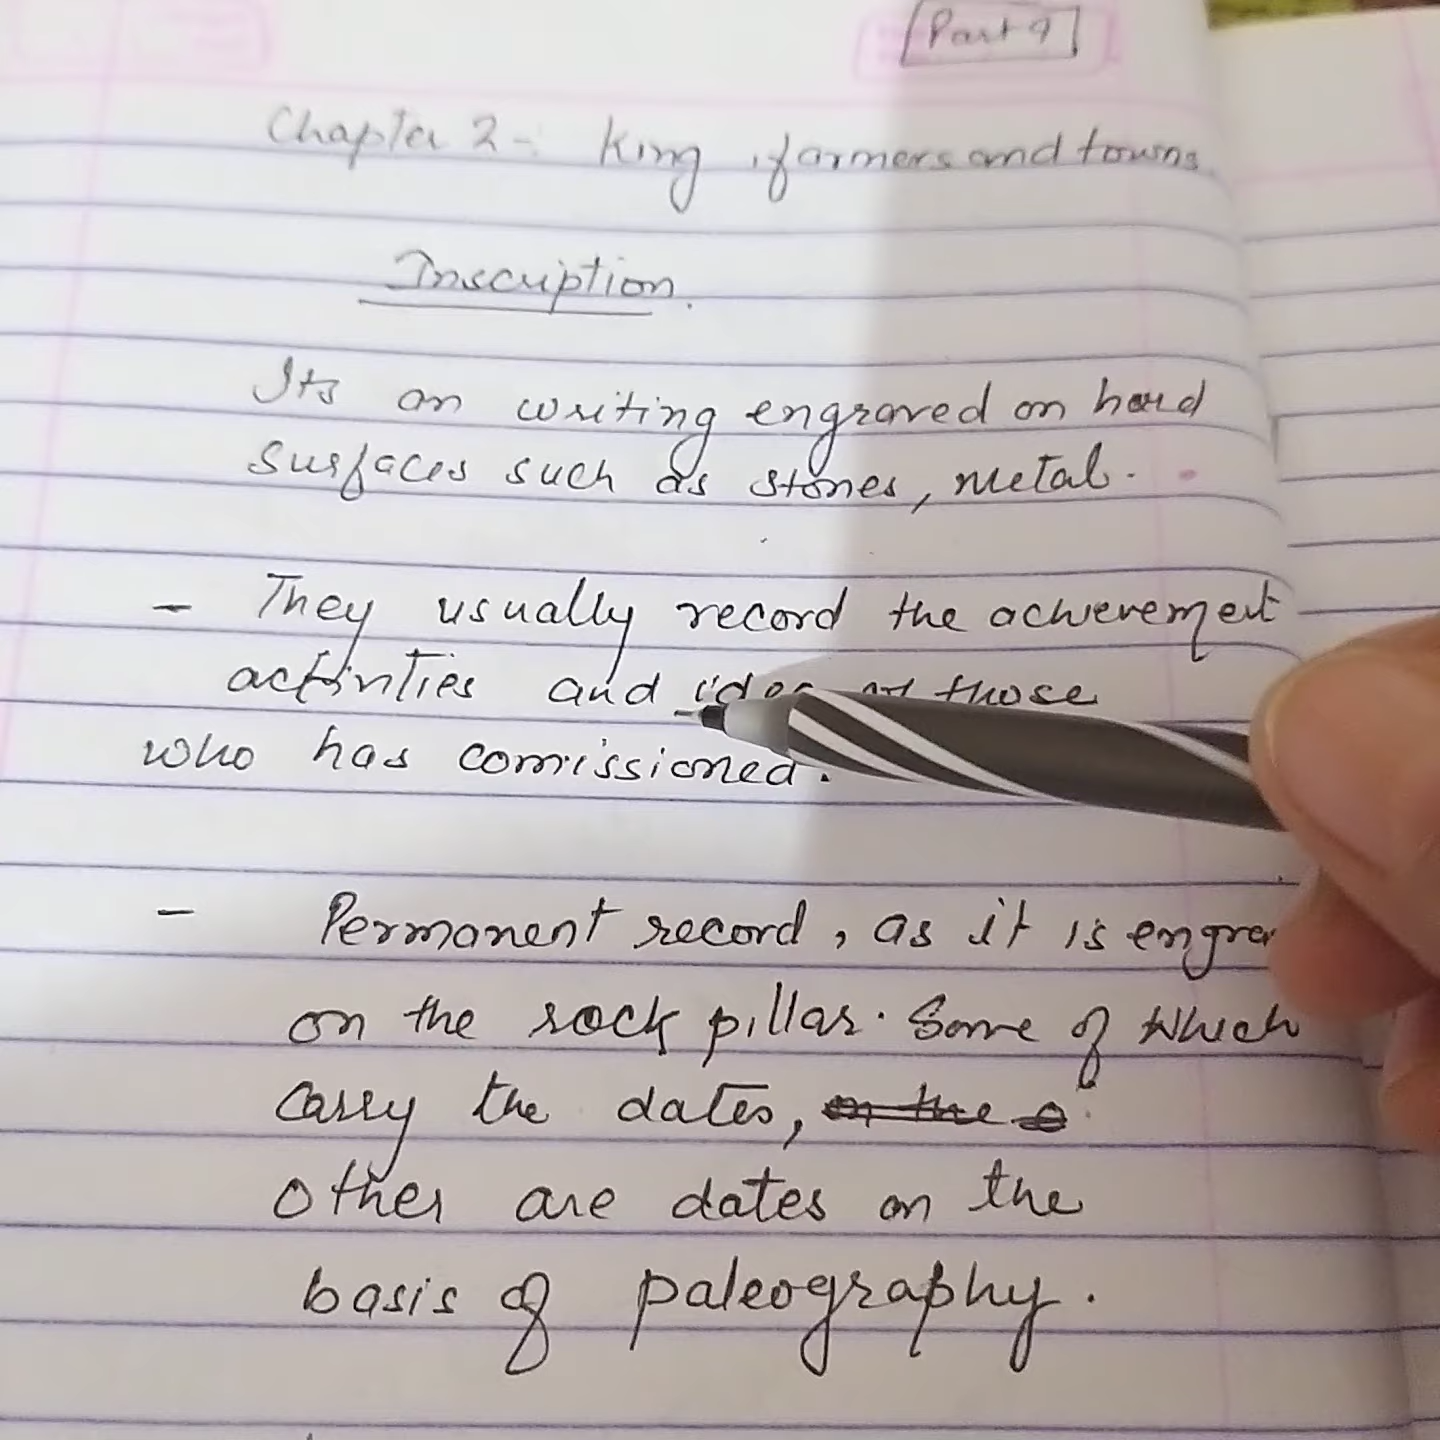 Part 9
Chapter 2 -: King, farmers and towns.
Inscription.
Its an writing engraved on hard
surfaces such as stones, metal.
- They usually record the achievement
activities and those
who has comissioned.
- Permanent record, as it is
on the rock pillar. Some of which
carry the dates,
other are dates on the
basis of paleography.